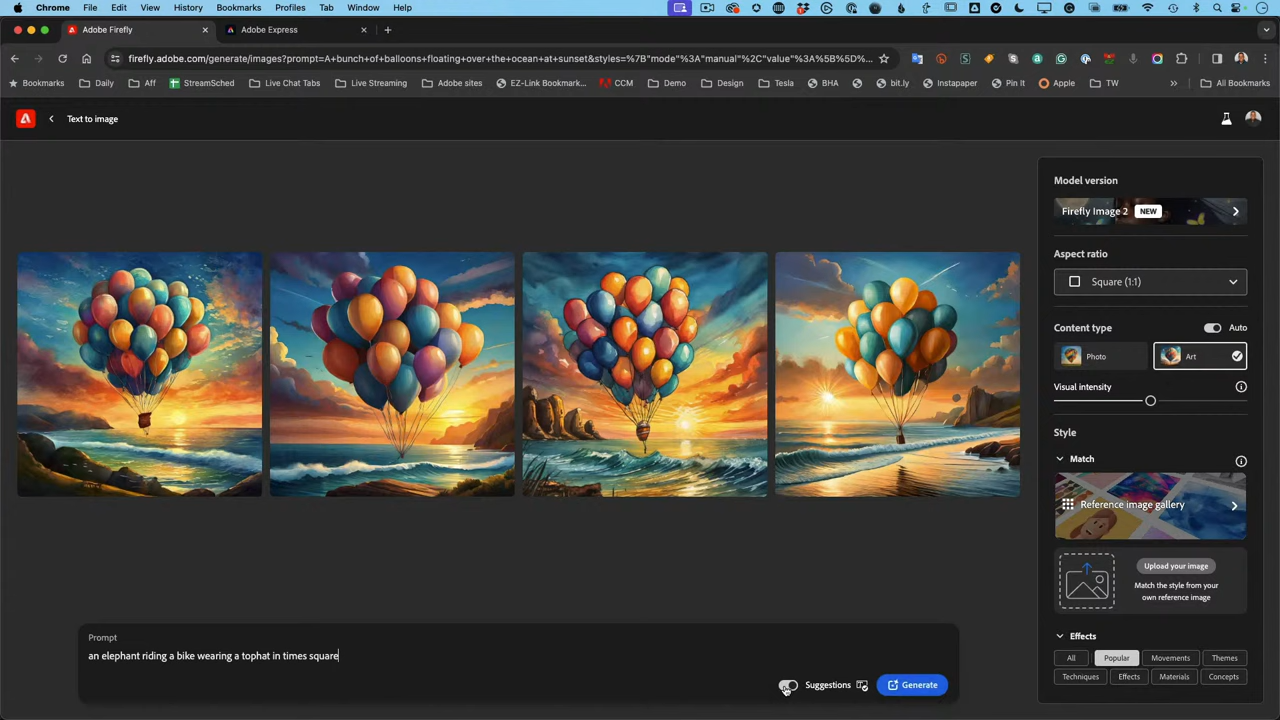 Chrome File Edit View History Bookmarks Profiles Tab Window Help
Adobe Firefly
Adobe Express
firefly.adobe.com/generate/images?prompt=A+bunch+of+balloons+floating+over+the+ocean+at+sunset&styles=%7B"mode"%3A"manual"%2C"value"%3A%5B%5D%...
Bookmarks Daily Aff StreamSched Live Chat Tabs Live Streaming Adobe sites EZ-Link Bookmark... CCM Demo Design Tesla BHA bit.ly Instapaper Pin It Apple TW » All Bookmarks
Text to image
Model version
Firefly Image 2 NEW
Aspect ratio
Square (1:1)
Content type Auto
Photo Art
Visual intensity
Style
Match
Reference image gallery
Upload your image
Match the style from your
own reference image
Effects
All Popular Movements Themes
Techniques Effects Materials Concepts
Prompt
an elephant riding a bike wearing a tophat in times square
Suggestions Generate